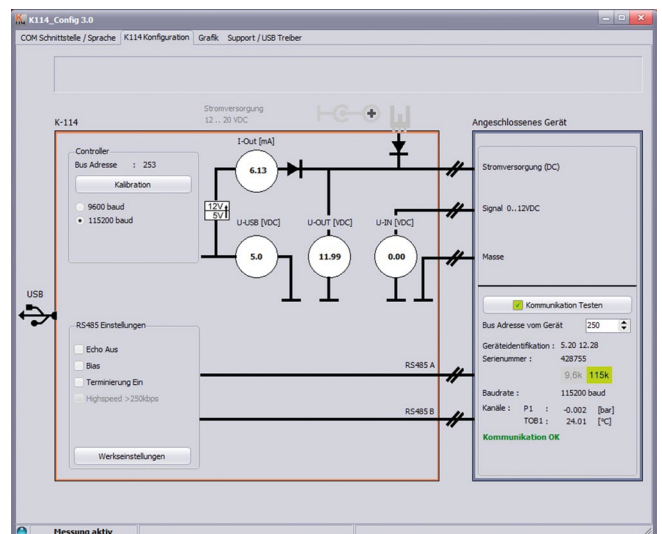 K114_Config 3.0
COM Schnittstelle / Sprache K114 Konfiguration Grafik Support / USB Treiber
Stromversorgung
12 .. 20 VDC
K-114
Angeschlossenes Gerät
Controller
Bus Adresse : 253
Kalibration
9600 baud
115200 baud
I-Out [mA]
6.13
12V
5V
U-USB [VDC] U-OUT [VDC] U-IN [VDC]
5.0 11.99 0.00
Stromversorgung (DC)
Signal 0..12VDC
Masse
USB
RS485 Einstellungen
Echo Aus
Bias
Terminierung Ein
Highspeed >250kbps
Werkseinstellungen
RS485 A
RS485 B
Kommunikation Testen
Bus Adresse vom Gerät 250
Geräteidentifikation : 5.20 12.28
Serienummer : 428755
9,6k 115k
Baudrate : 115200 baud
Kanäle : P1 : -0.002 [bar]
TOB1 : 24.01 [°C]
Kommunikation OK
Messung aktiv